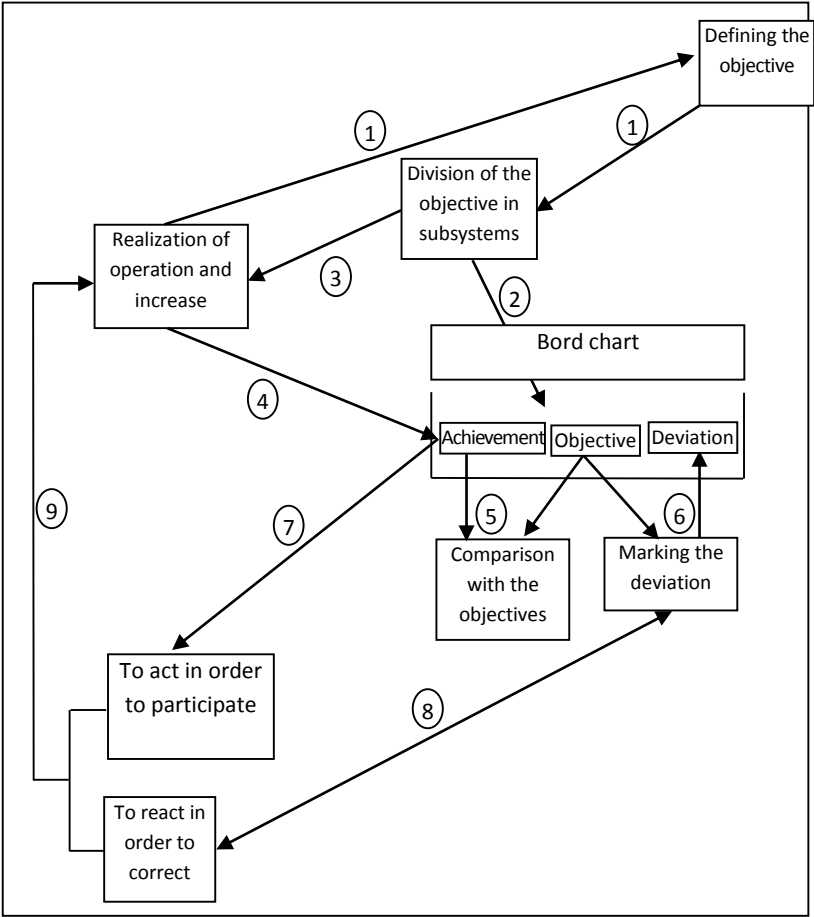 Defining the
objective
1
1
Division of the
objective in
subsystems
Realization of
operation and
increase
3
2
Bord chart
4
Achievement
Objective
Deviation
9
7
5
6
Comparison
with the
objectives
Marking the
deviation
To act in order
to participate
8
To react in
order to
correct